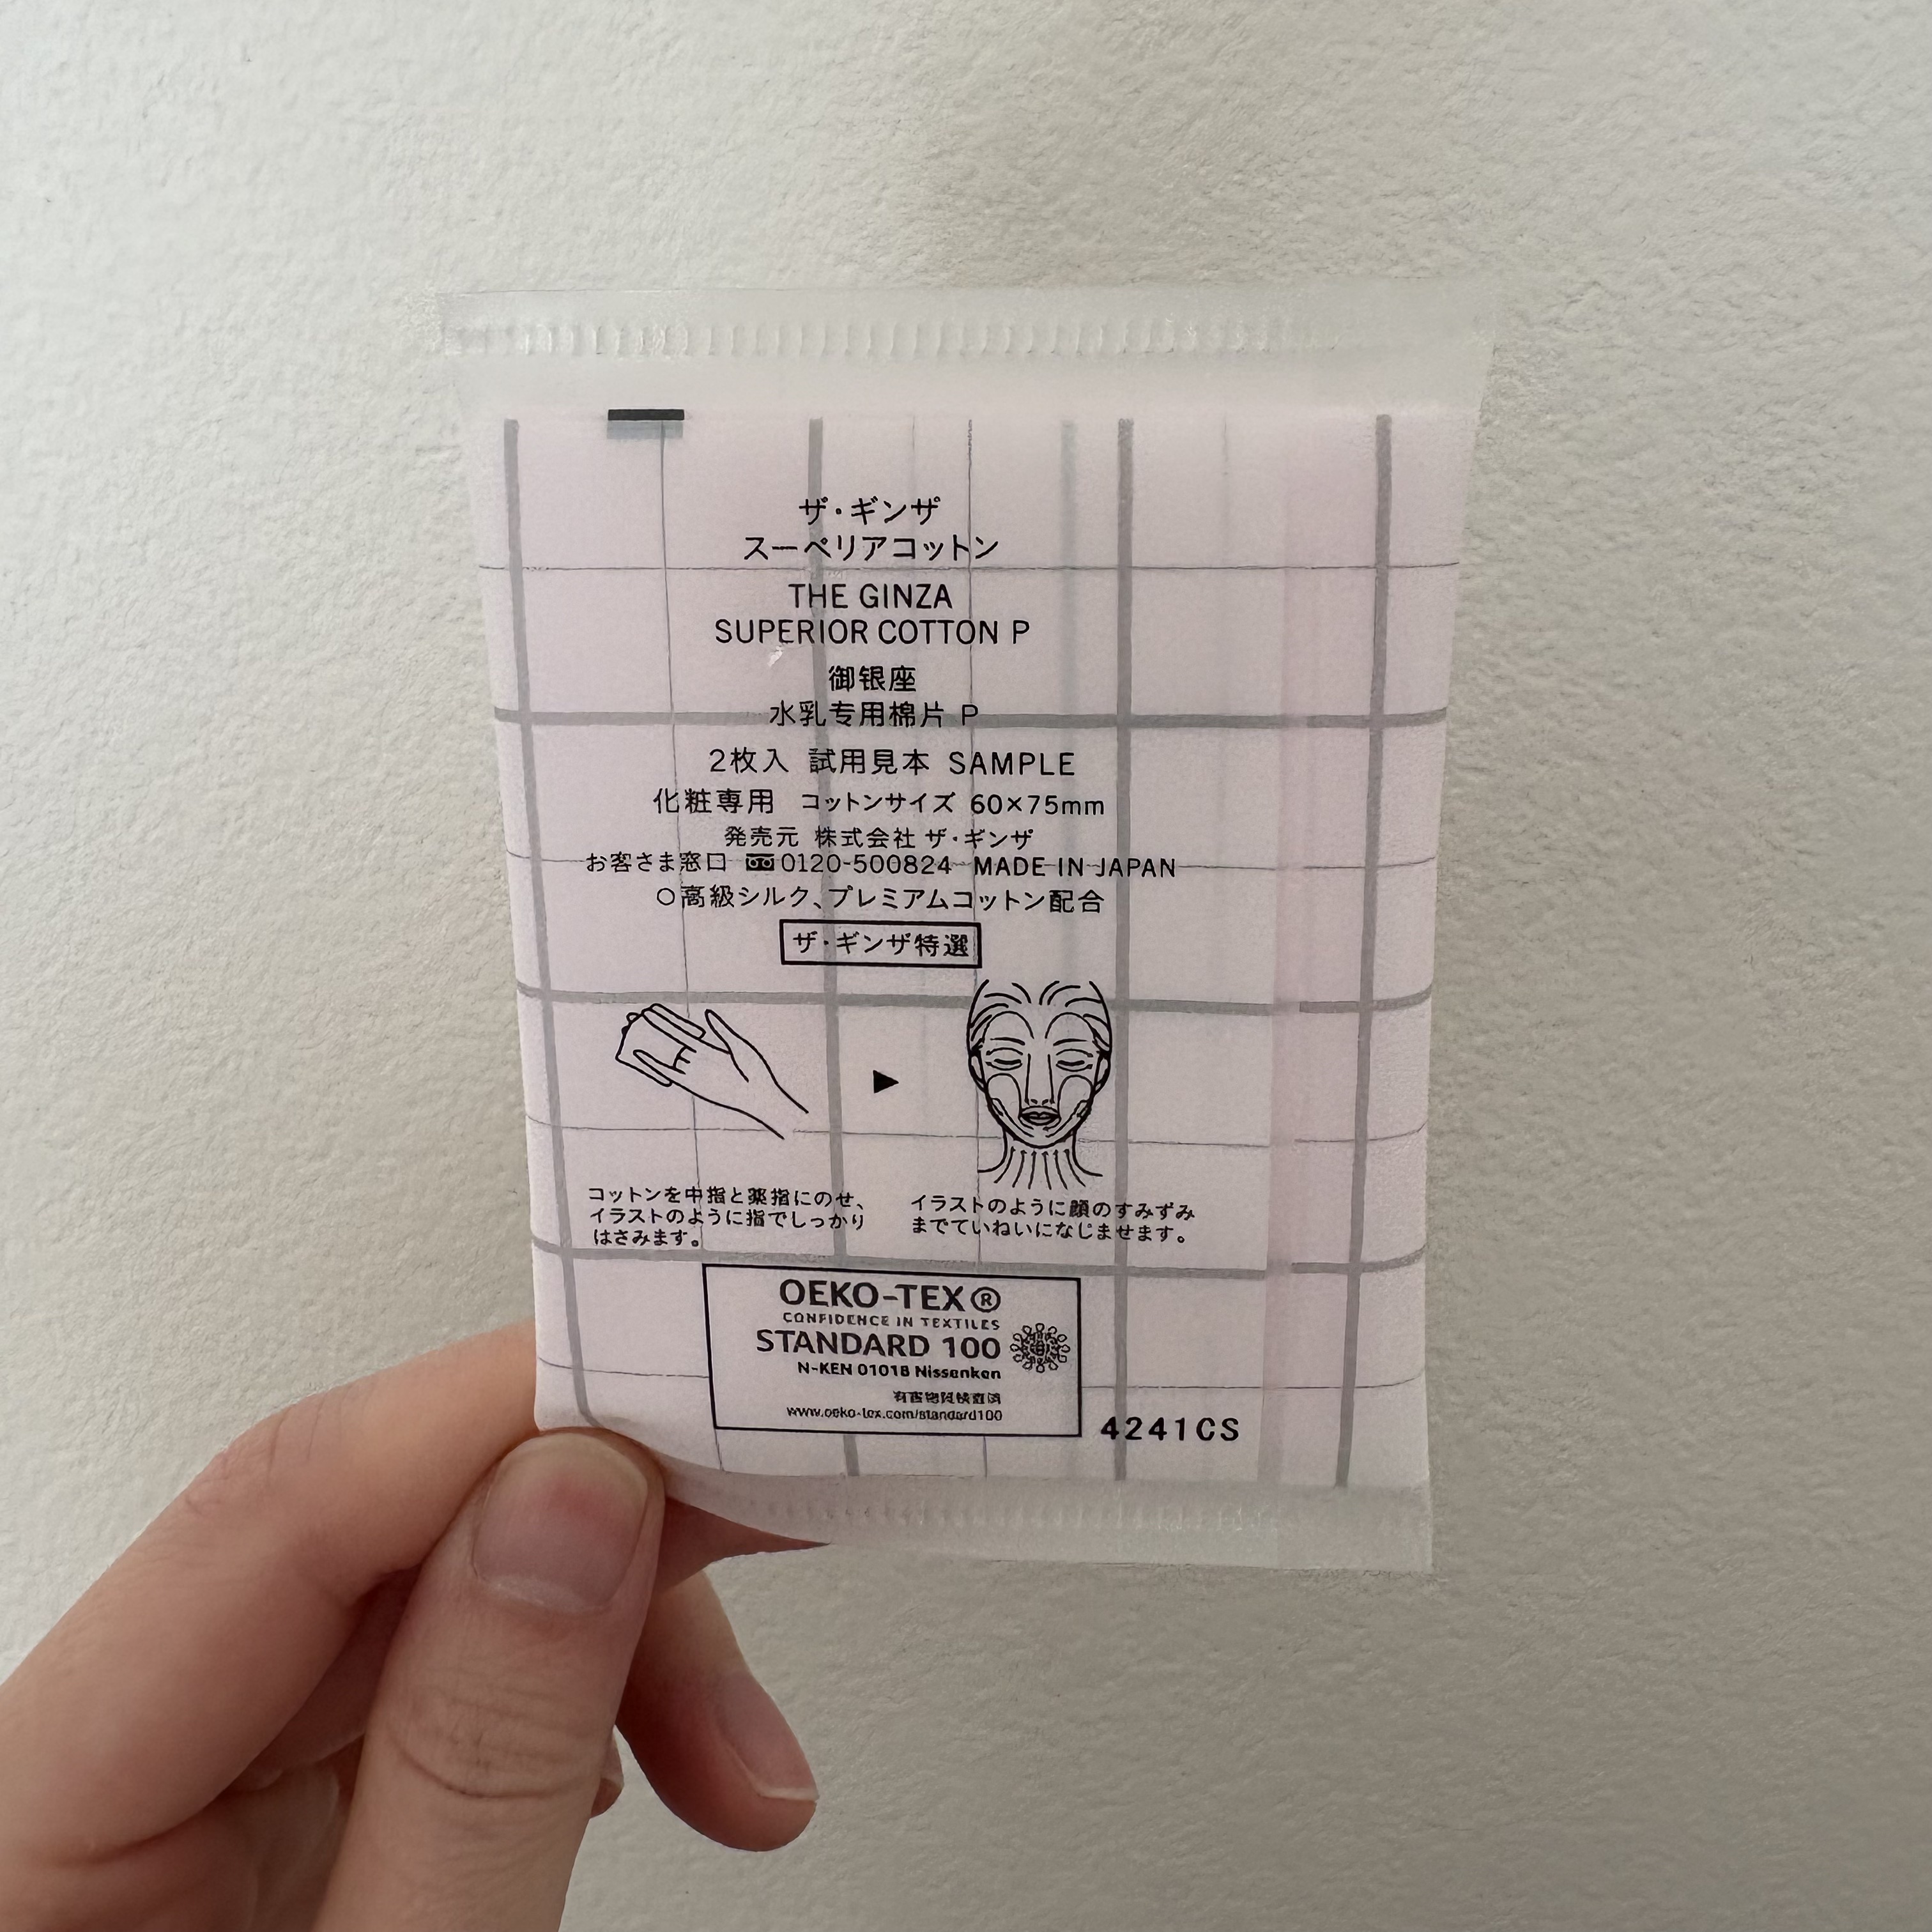 ザ・ギンザ
スーペリアコットン
THE GINZA
SUPERIOR COTTON P
御银座
水乳专用棉片 P
2枚入 試用見本 SAMPLE
化粧専用 コットンサイズ 60×75mm
発売元 株式会社 ザ・ギンザ
お客さま窓口 0120-500824 MADE IN JAPAN
○高級シルク、プレミアムコットン配合
ザ・ギンザ特選
コットンを中指と薬指にのせ、
イラストのように指でしっかり
はさみます。
イラストのように顔のすみずみ
までていねいになじませます。
OEKO-TEX®
CONFIDENCE IN TEXTILES
STANDARD 100
N-KEN 01018 Nissenken
www.oeko-tex.com/standard100
4241CS